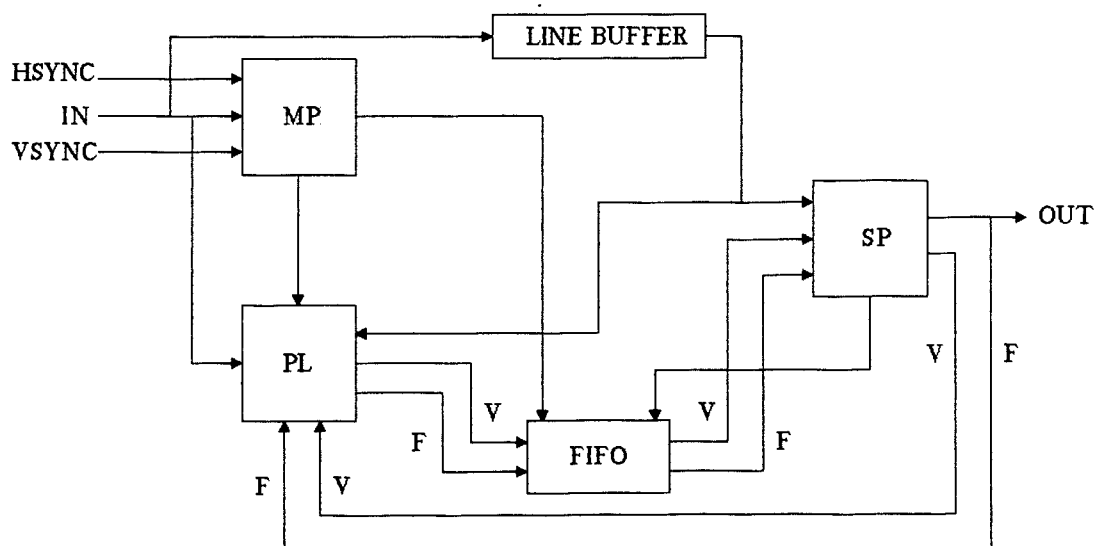 LINE BUFFER
HSYNC
IN
VSYNC
MP
SP
OUT
PL
V
F
V
F
FIFO
V
F
F
V